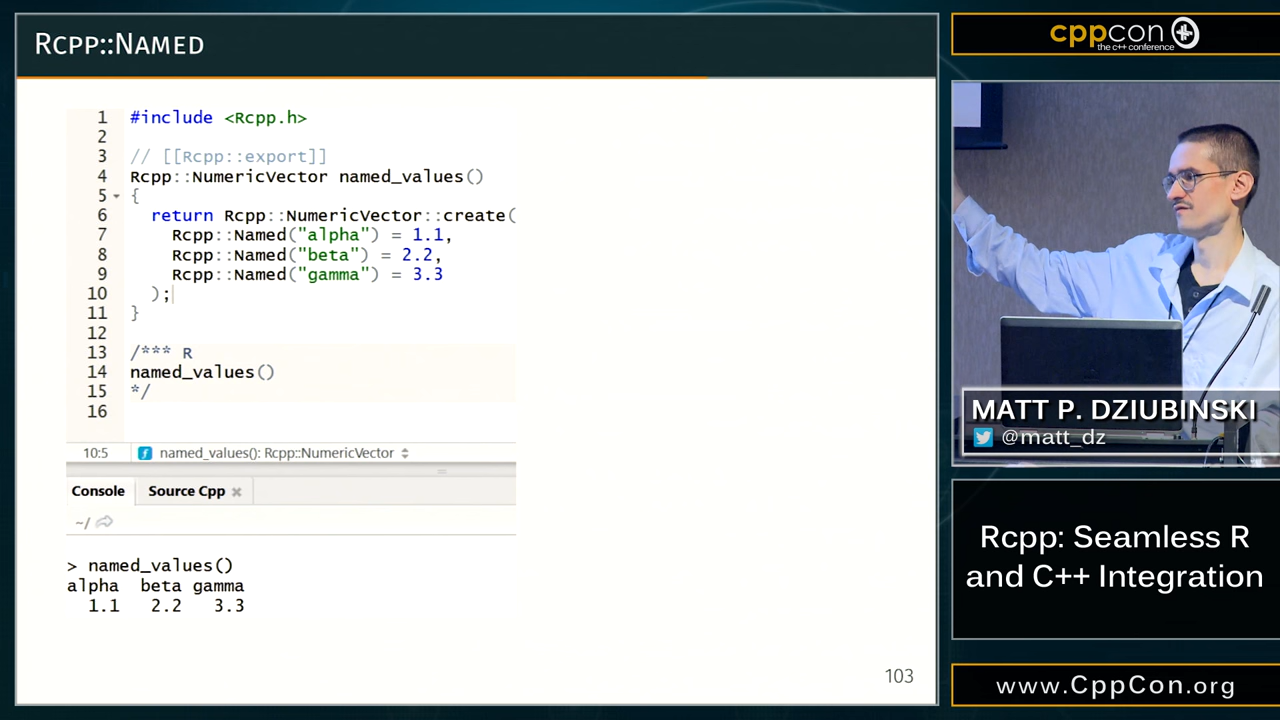 RCPP::NAMED
1 #include <Rcpp.h>
2
3 // [[Rcpp::export]]
4 Rcpp::NumericVector named_values()
5 {
6 return Rcpp::NumericVector::create(
7 Rcpp::Named("alpha") = 1.1,
8 Rcpp::Named("beta") = 2.2,
9 Rcpp::Named("gamma") = 3.3
10 );
11 }
12
13 /*** R
14 named_values()
15 */
16
10:5 named_values(): Rcpp::NumericVector
Console Source Cpp
~/
> named_values()
alpha beta gamma
1.1 2.2 3.3
103
cppcon
the c++ conference
MATT P. DZIUBINSKI
@matt_dz
Rcpp: Seamless R
and C++ Integration
www.CppCon.org